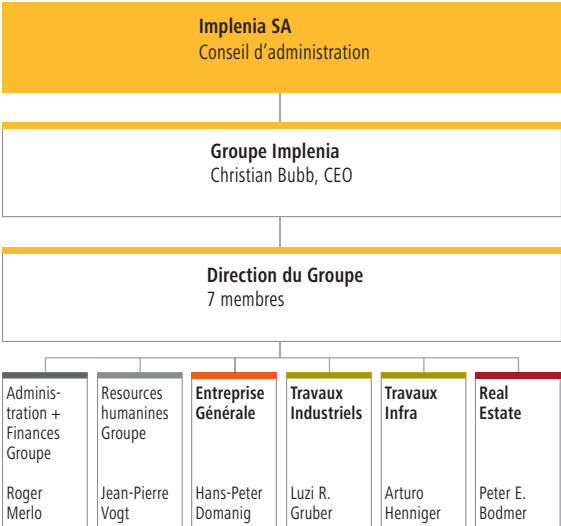 Implenia SA
Conseil d’administration
Groupe Implenia
Christian Bubb, CEO
Direction du Groupe
7 membres
Adminis-
tration +
Finances
Groupe
Roger
Merlo
Resources
humanines
Groupe
Jean-Pierre
Vogt
Entreprise
Générale
Hans-Peter
Domanig
Travaux
Industriels
Luzi R.
Gruber
Travaux
Infra
Arturo
Henniger
Real
Estate
Peter E.
Bodmer